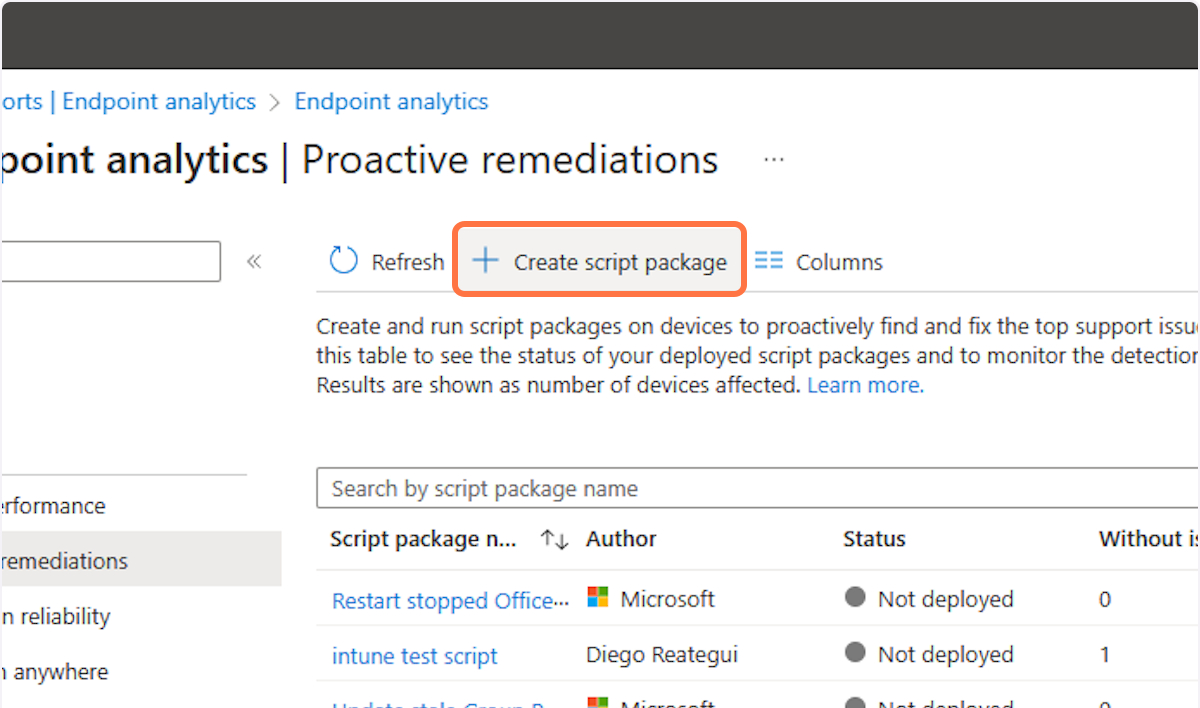 orts | Endpoint analytics > Endpoint analytics
point analytics | Proactive remediations ...
Refresh + Create script package Columns
Create and run script packages on devices to proactively find and fix the top support issu
this table to see the status of your deployed script packages and to monitor the detection
Results are shown as number of devices affected. Learn more.
Search by script package name
erformance
Script package n... ↑↓ Author Status Without is
remediations
Restart stopped Office··· Microsoft Not deployed 0
n reliability
intune test script Diego Reategui Not deployed 1
n anywhere
Update stale Group P Microsoft Not deployed 0